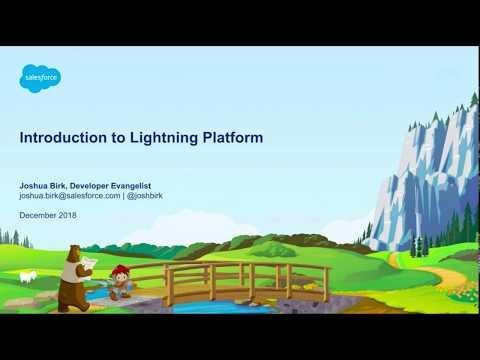 salesforce
Introduction to Lightning Platform
Joshua Birk, Developer Evangelist
joshua.birk@salesforce.com | @joshbirk
December 2018